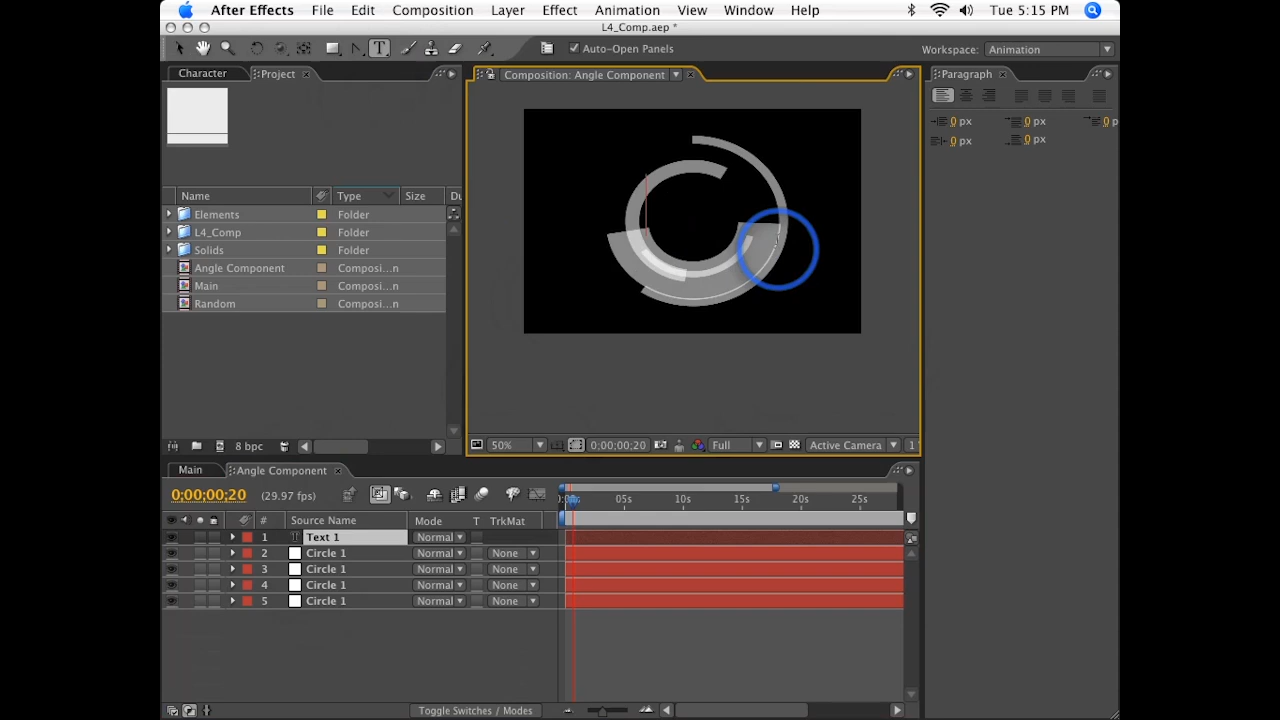 After Effects File Edit Composition Layer Effect Animation View Window Help Tue 5:15 PM
L4_Comp.aep *
T Auto-Open Panels Workspace: Animation
Character Project Composition: Angle Component Paragraph
0 px 0 px 0 p
0 px 0 px
Name Type Size Du
Elements Folder
L4_Comp Folder
Solids Folder
Angle Component Composi...n
Main Composi...n
Random Composi...n
8 bpc 50% 0;00;00;20 Full Active Camera 1
Main Angle Component
0;00;00;20 (29.97 fps) 05s 10s 15s 20s 25s
# Source Name Mode T TrkMat
1 T Text 1 Normal
2 Circle 1 Normal None
3 Circle 1 Normal None
4 Circle 1 Normal None
5 Circle 1 Normal None
Toggle Switches / Modes